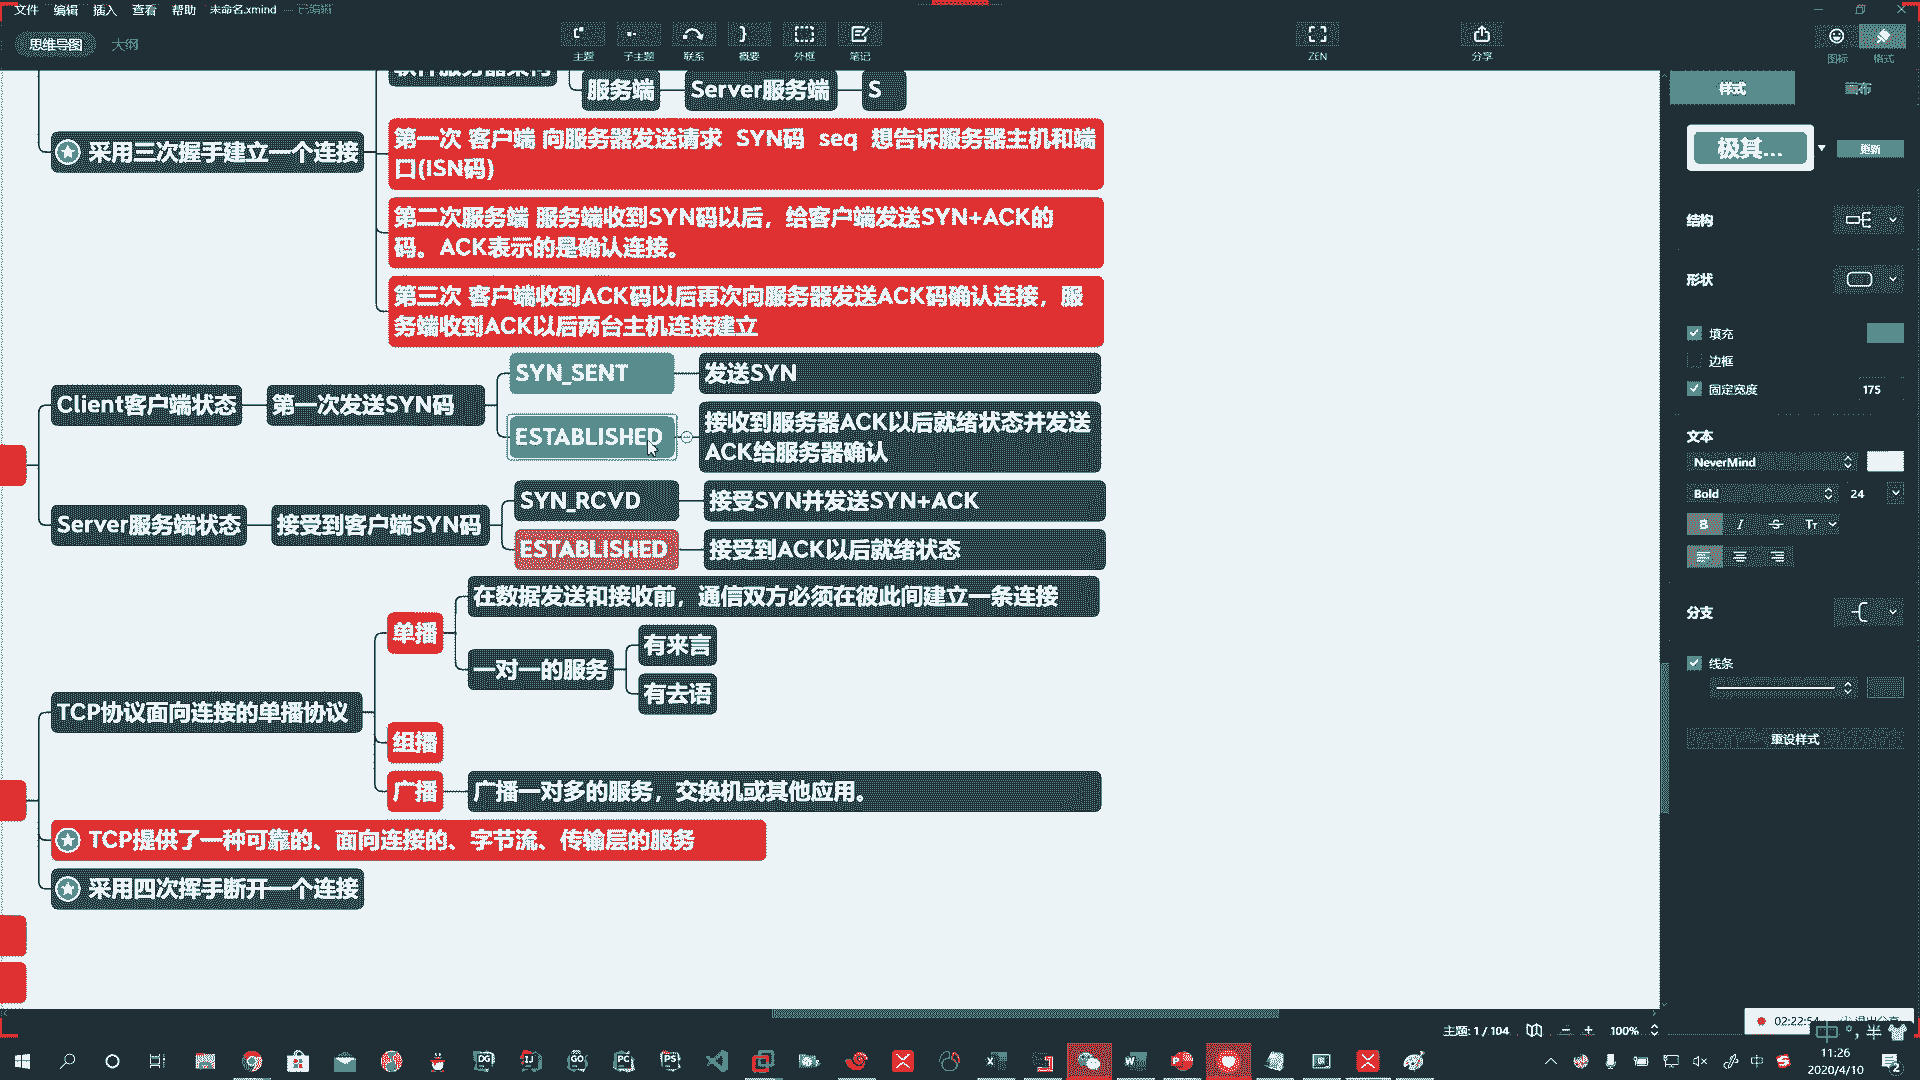 文件 编辑 插入 查看 帮助 未命名.xmind — 已编辑
思维导图 大纲
主题 子主题 联系 概要 外框 笔记 ZEN 分享 图标 格式
软件服务器架构
服务端 Server服务端 S
采用三次握手建立一个连接
第一次 客户端 向服务器发送请求 SYN码 seq 想告诉服务器主机和端
口(ISN码)
第二次服务端 服务端收到SYN码以后，给客户端发送SYN+ACK的
码。ACK表示的是确认连接。
第三次 客户端收到ACK码以后再次向服务器发送ACK码确认连接，服
务端收到ACK以后两台主机连接建立
Client客户端状态 第一次发送SYN码
SYN_SENT 发送SYN
ESTABLISHED
接收到服务器ACK以后就绪状态并发送
ACK给服务器确认
Server服务端状态 接受到客户端SYN码
SYN_RCVD 接受SYN并发送SYN+ACK
ESTABLISHED 接受到ACK以后就绪状态
TCP协议面向连接的单播协议
单播
在数据发送和接收前，通信双方必须在彼此间建立一条连接
一对一的服务
有来言
有去语
组播
广播 广播一对多的服务，交换机或其他应用。
TCP提供了一种可靠的、面向连接的、字节流、传输层的服务
采用四次挥手断开一个连接
样式 画布
极其... 更新
结构
形状
填充
边框
固定宽度 175
文本
NeverMind
Bold 24
B I S Tт
分支
线条
重设样式
主题: 1 / 104 100%
02:22:54 退出分享
中 °, 半
DG IJ GO PC PS
中
11:26
2020/4/10
2